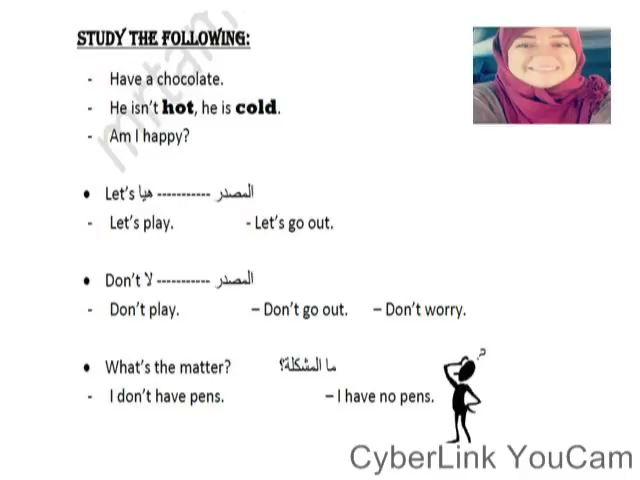 STUDY THE FOLLOWING:
- Have a chocolate.
- He isn't hot, he is cold.
- Am I happy?
• Let's هيا ----------- المصدر
- Let's play. - Let's go out.
• Don't لا ----------- المصدر
- Don't play. – Don't go out. – Don't worry.
• What's the matter? ما المشكلة؟
- I don't have pens. – I have no pens.
?
CyberLink YouCam